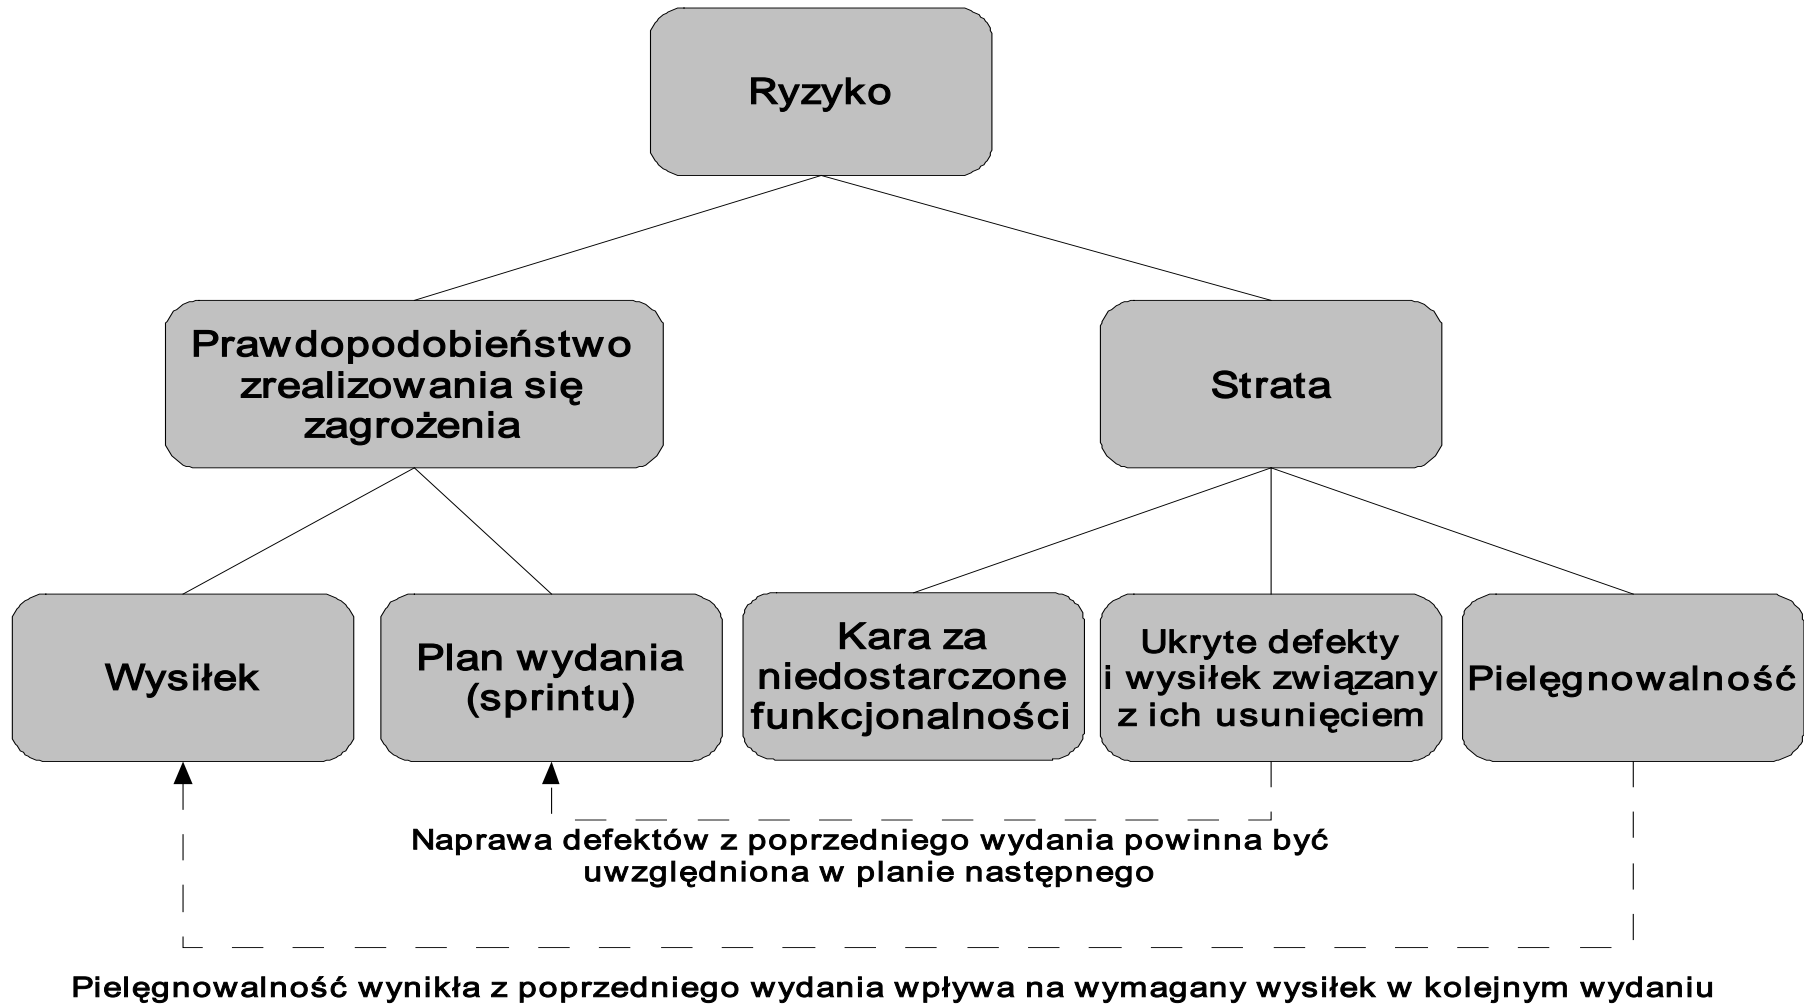 Ryzyko
Prawdopodobieństwo
zrealizowania się
zagrożenia
Strata
Wysiłek
Plan wydania
(sprintu)
Kara za
niedostarczone
funkcjonalności
Ukryte defekty
i wysiłek związany
z ich usunięciem
Pielęgnowalność
Naprawa defektów z poprzedniego wydania powinna być
uwzględniona w planie następnego
Pielęgnowalność wynikła z poprzedniego wydania wpływa na wymagany wysiłek w kolejnym wydaniu